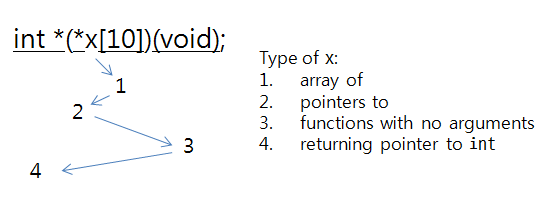 int *(*x[10])(void);
Type of x:
1. array of
1
2. pointers to
2
3. functions with no arguments
3
4. returning pointer to int
4